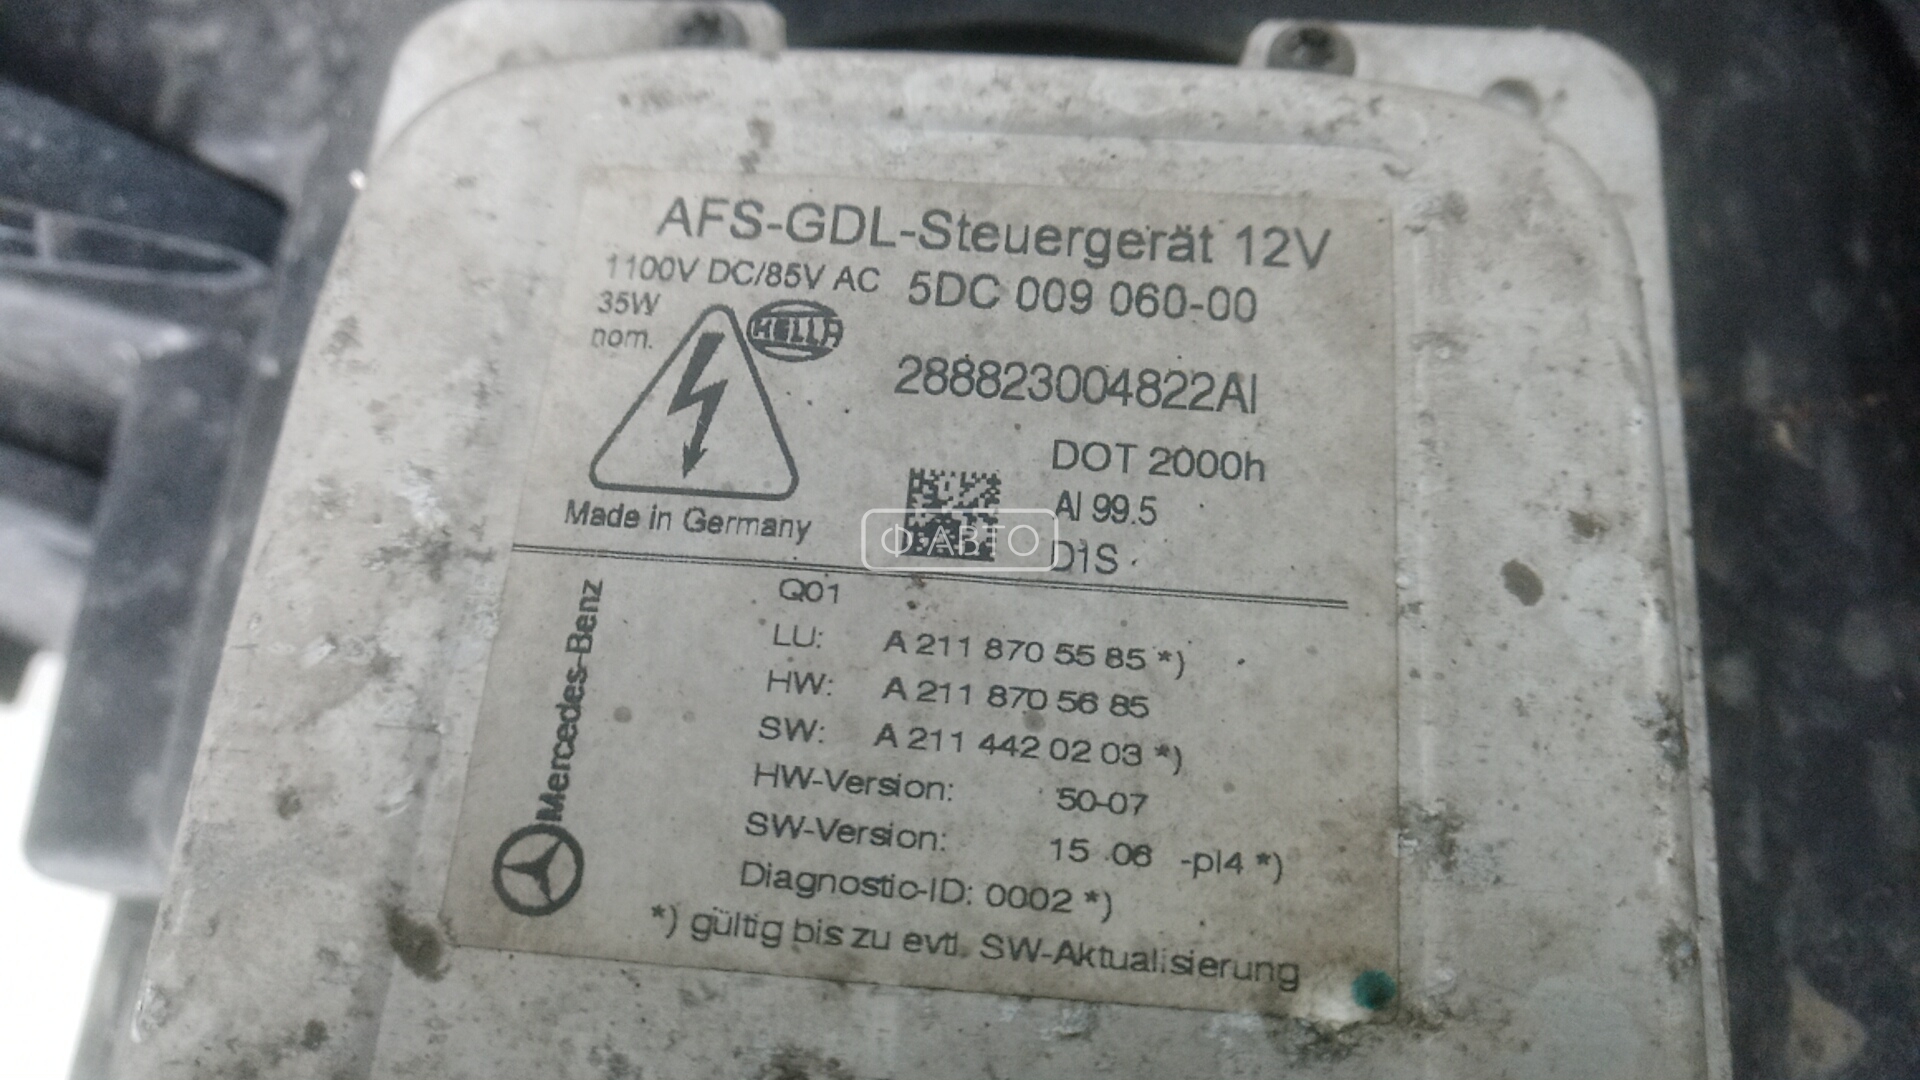 AFS-GDL-Steuergerät 12V
1100V DC/85V AC 5DC 009 060-00
35W
nom.
HELLA
288823004822AI
DOT 2000h
Al 99.5
D1S
Made in Germany
Ф-АВТО
Mercedes-Benz
Q01
LU: A 211 870 55 85 *)
HW: A 211 870 56 85
SW: A 211 442 02 03 *)
HW-Version: 50-07
SW-Version: 15 .06 -pl4 *)
Diagnostic-ID: 0002 *)
*) gültig bis zu evtl. SW-Aktualisierung